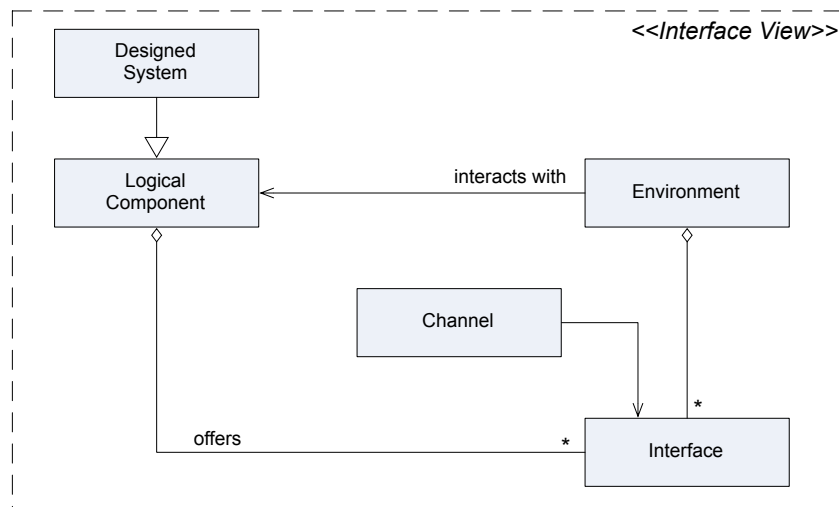 <<Interface View>>
Designed
System
Logical
Component
interacts with
Environment
Channel
*
offers
*
Interface